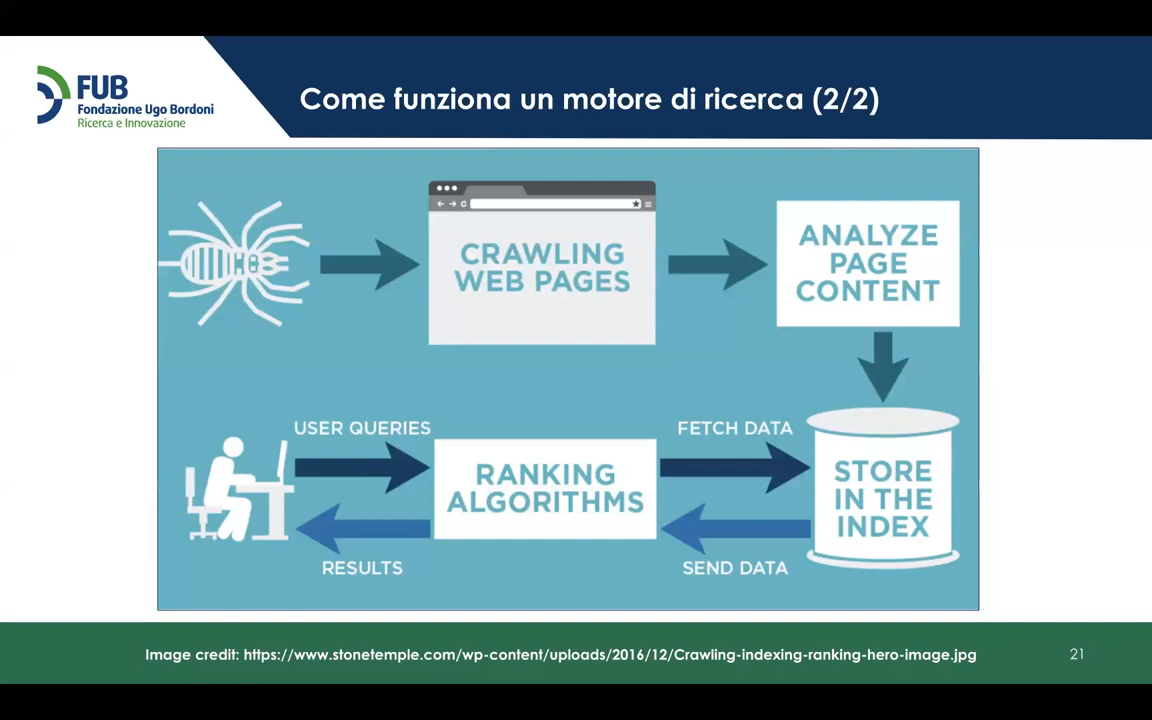 FUB
Fondazione Ugo Bordoni
Ricerca e Innovazione
Come funziona un motore di ricerca (2/2)
CRAWLING
WEB PAGES
ANALYZE
PAGE
CONTENT
USER QUERIES
RANKING
ALGORITHMS
RESULTS
FETCH DATA
SEND DATA
STORE
IN THE
INDEX
Image credit: https://www.stonetemple.com/wp-content/uploads/2016/12/Crawling-indexing-ranking-hero-image.jpg
21